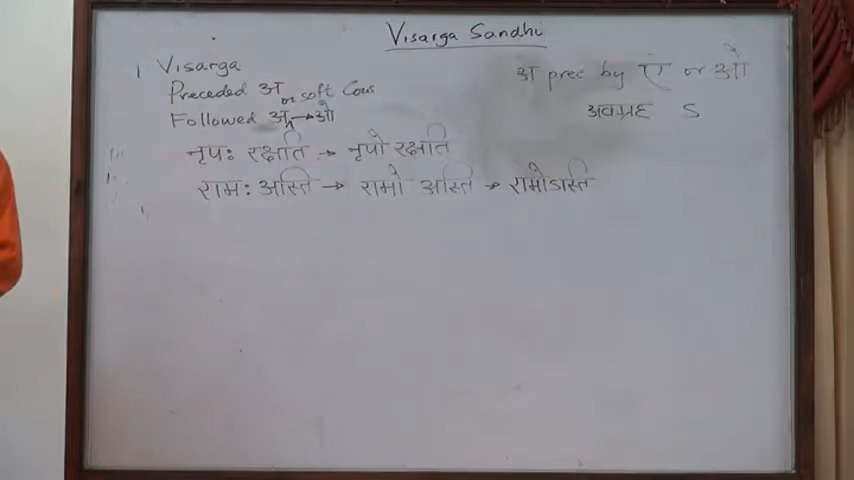 Visarga Sandhi
1 Visarga
Preceded अ or soft Cons
Followed अ → ओ
नृपः रक्षति → नृपो रक्षति
रामः अस्ति → रामो अस्ति → रामोऽस्ति
अ prec by ए or ओ
अवग्रह ऽ